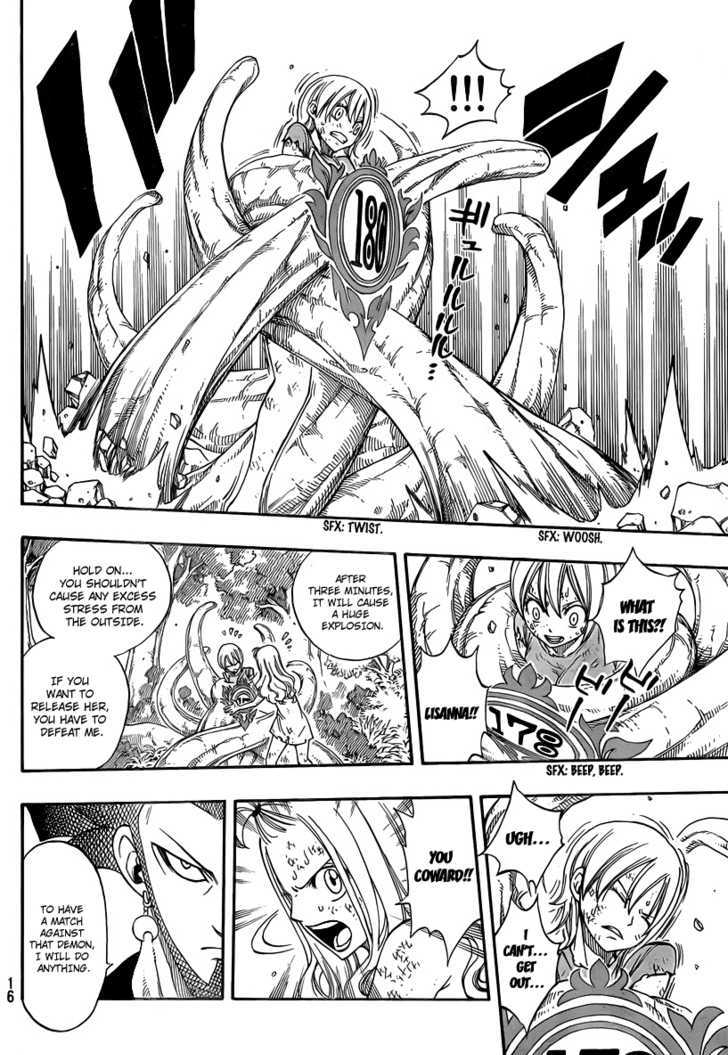 !!!
180
ギュルルルル…
SFX: TWIST.
SFX: WOOSH.
WHAT
IS THIS?!
LISANNA!!
178
ビビ
SFX: BEEP, BEEP.
AFTER
THREE MINUTES,
IT WILL CAUSE
A HUGE
EXPLOSION.
HOLD ON...
YOU SHOULDN'T
CAUSE ANY EXCESS
STRESS FROM
THE OUTSIDE.
IF YOU
WANT TO
RELEASE HER,
YOU HAVE TO
DEFEAT ME.
UGH...
I
CAN'T...
GET
OUT...
YOU
COWARD!!
TO HAVE
A MATCH
AGAINST
THAT DEMON,
I WILL DO
ANYTHING.
16